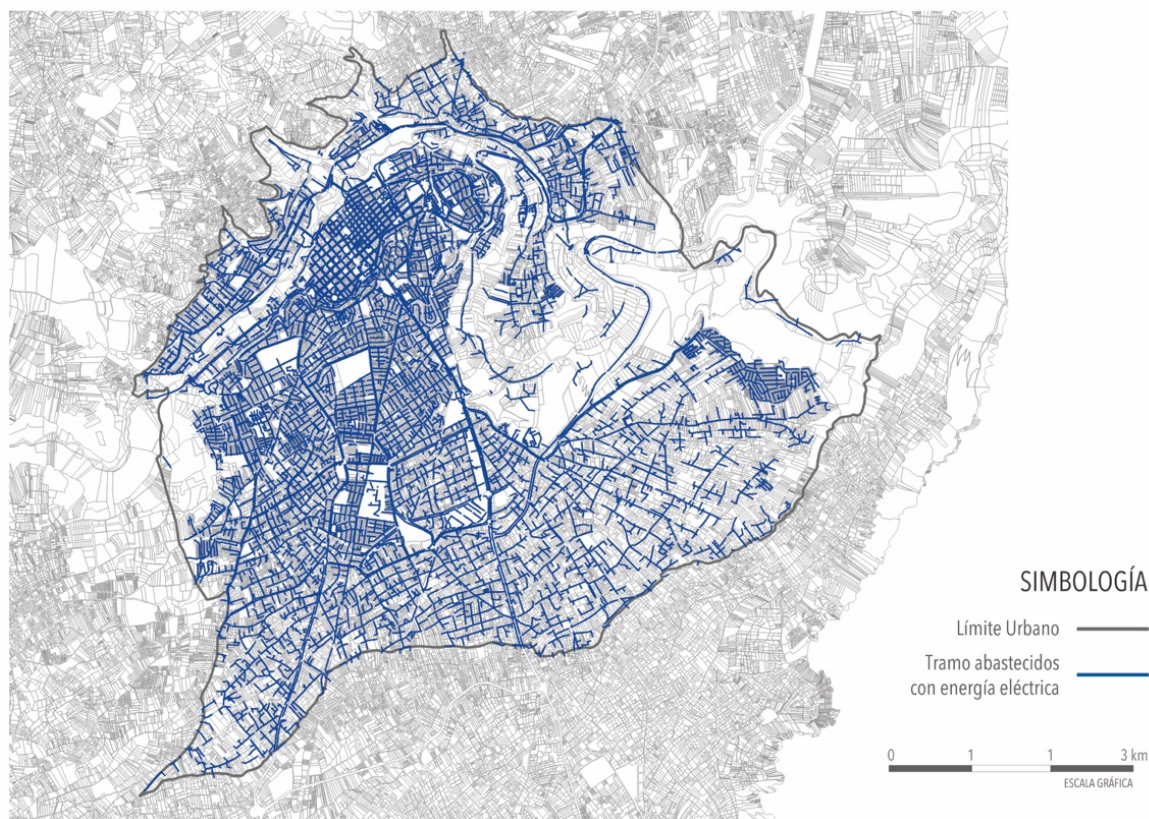 SIMBOLOGÍA
Límite Urbano
Tramo abastecidos
con energía eléctrica
0 1 1 3 km
ESCALA GRÁFICA